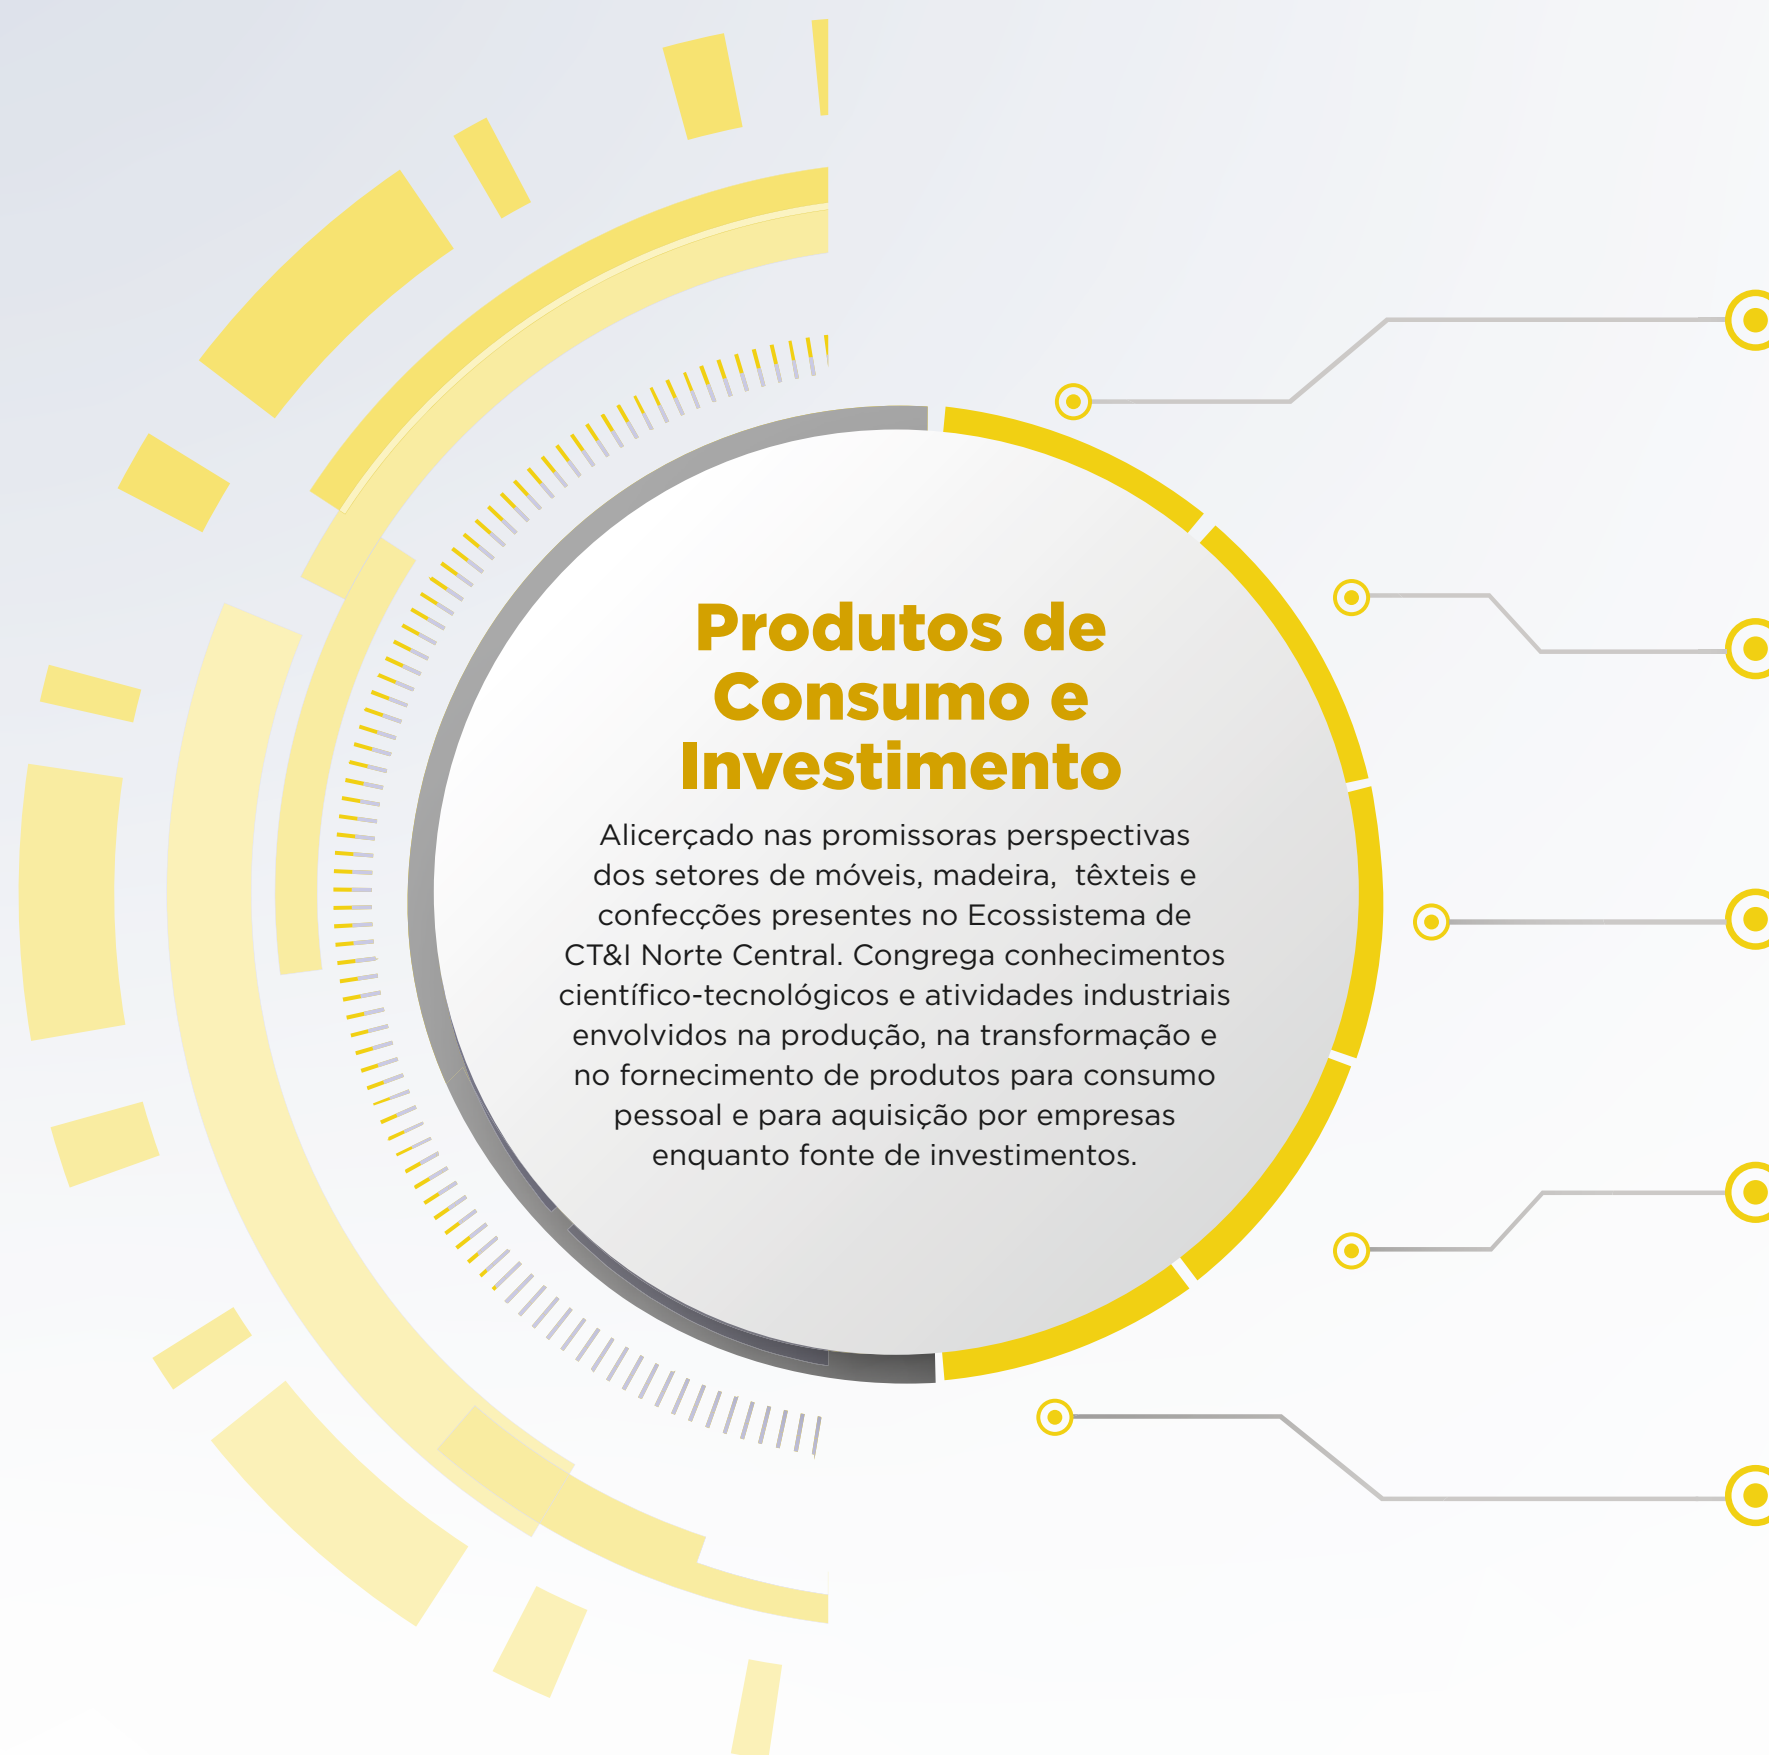 Produtos de
Consumo e
Investimento
Alicerçado nas promissoras perspectivas
dos setores de móveis, madeira,  têxteis e
confecções presentes no Ecossistema de
CT&I Norte Central. Congrega conhecimentos
científico-tecnológicos e atividades industriais
envolvidos na produção, na transformação e
no fornecimento de produtos para consumo
pessoal e para aquisição por empresas
enquanto fonte de investimentos.